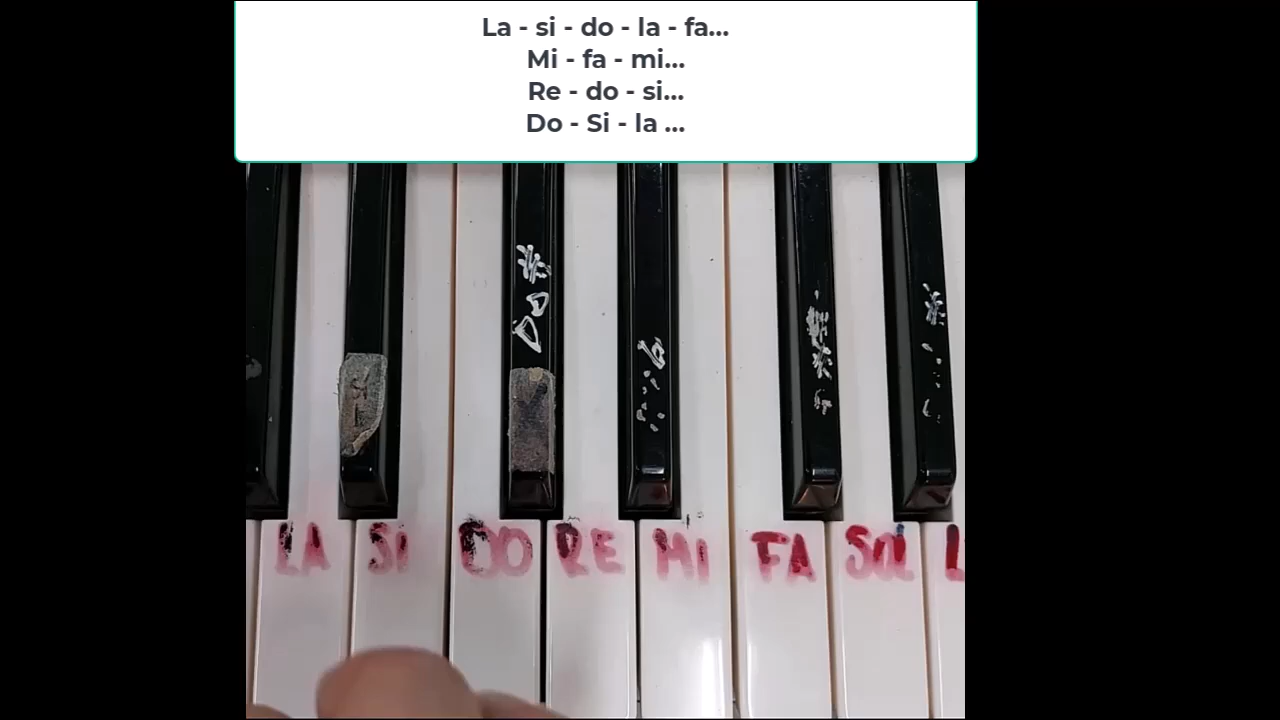 La - si - do - la - fa...
Mi - fa - mi...
Re - do - si...
Do - Si - la ...
Do#
LA SI DO RE MI FA SOL L